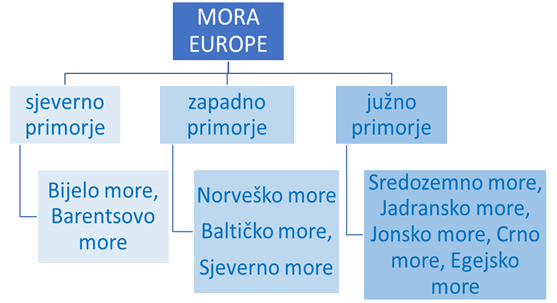 MORA
EUROPE
sjeverno
primorje
zapadno
primorje
južno
primorje
Bijelo more,
Barentsovo
more
Norveško more
Baltičko more,
Sjeverno more
Sredozemno more,
Jadransko more,
Jonsko more, Crno
more, Egejsko
more